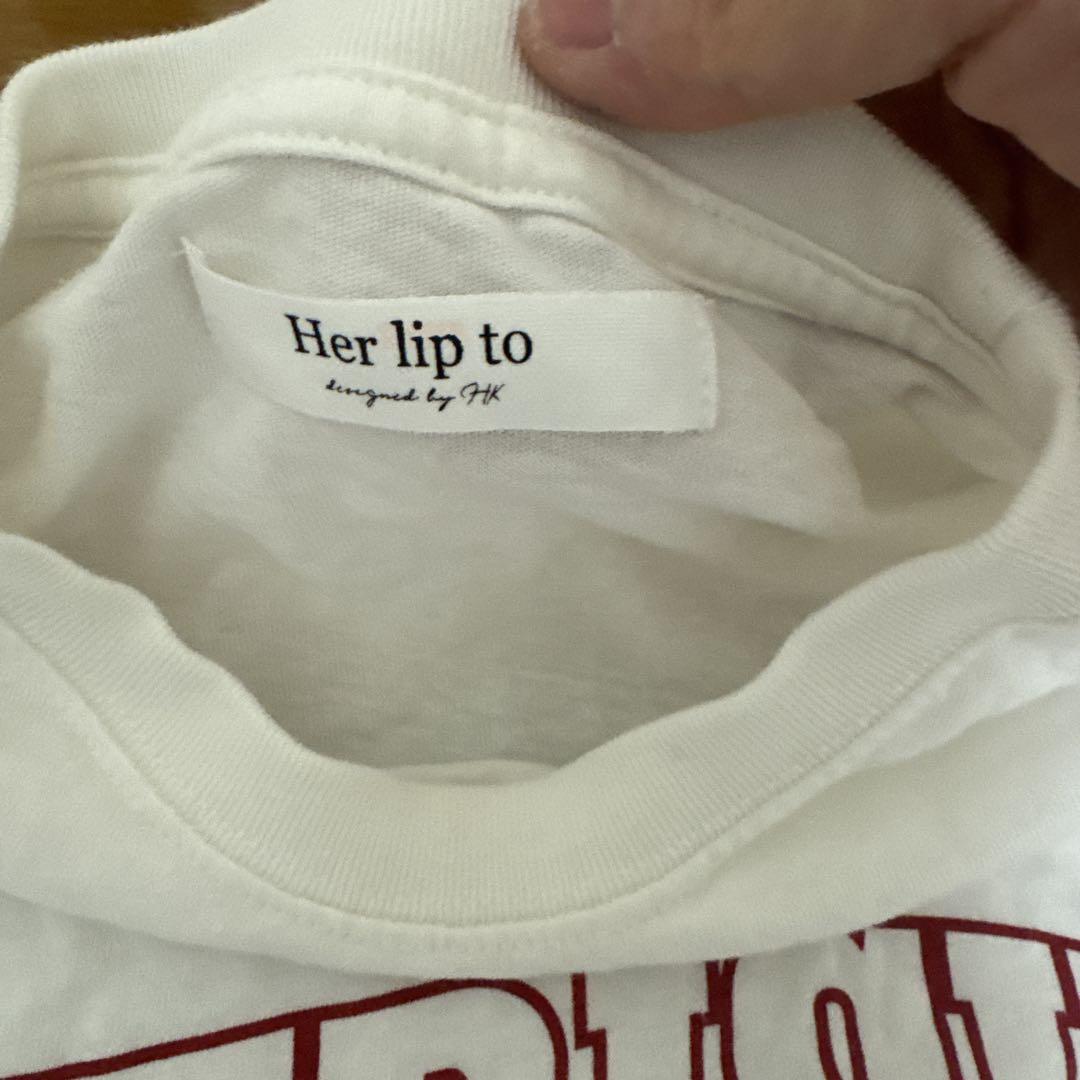 Her lip to
designed by HK